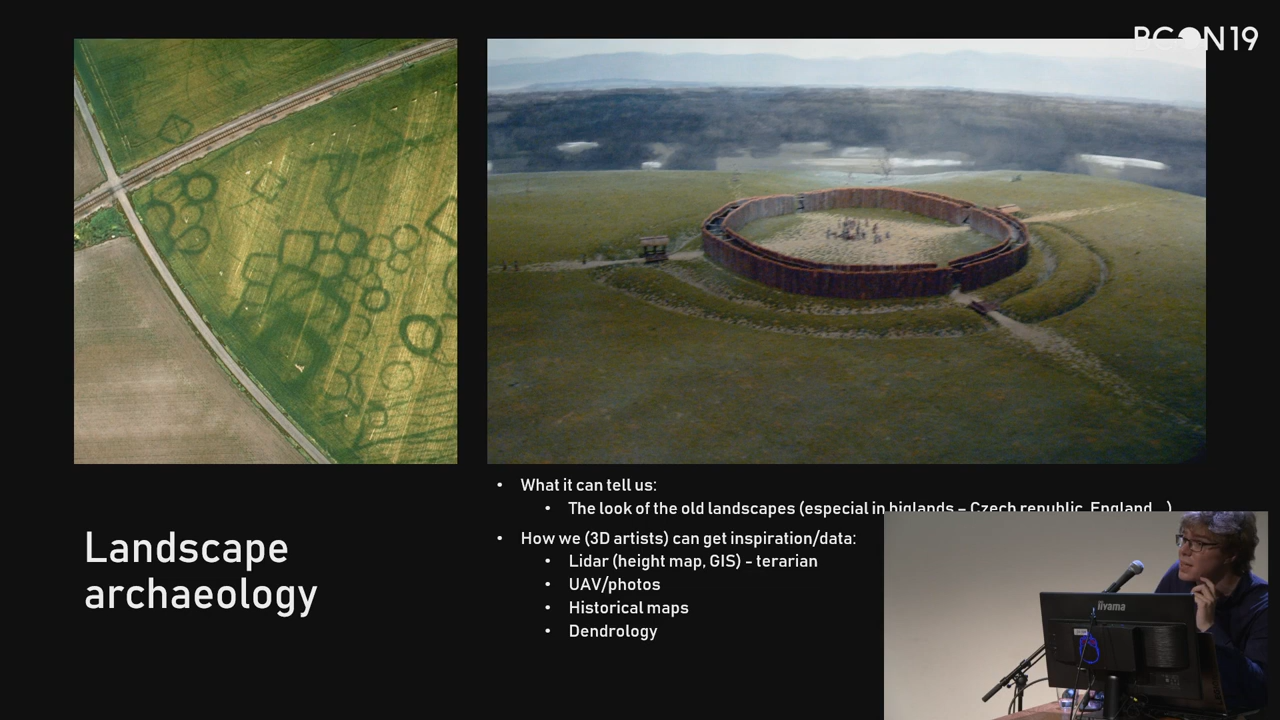 BCON19
Landscape
archaeology
• What it can tell us:
• The look of the old landscapes (especial in higlands – Czech republic, England…)
• How we (3D artists) can get inspiration/data:
• Lidar (height map, GIS) - terarian
• UAV/photos
• Historical maps
• Dendrology
iiyama